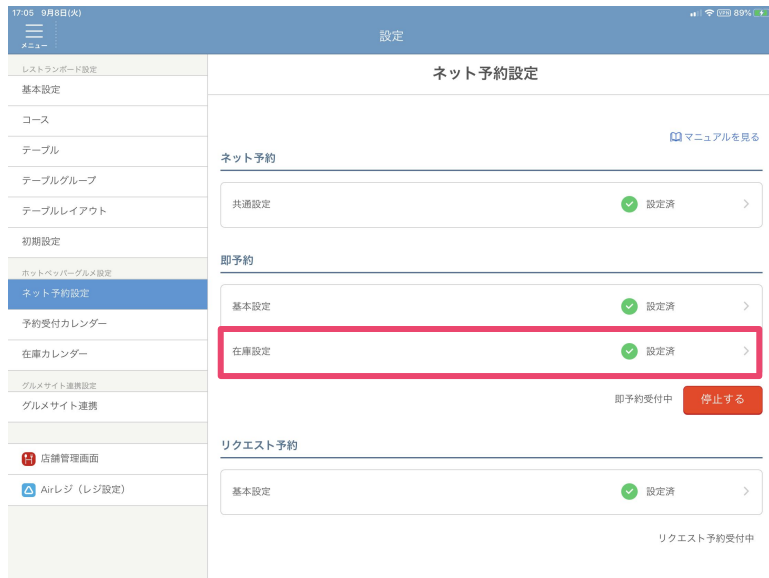 17:05 9月8日(火)
VPN 89%
メニュー
設定
レストランボード設定
基本設定
コース
テーブル
テーブルグループ
テーブルレイアウト
初期設定
ホットペッパーグルメ設定
ネット予約設定
予約受付カレンダー
在庫カレンダー
グルメサイト連携設定
グルメサイト連携
店舗管理画面
Airレジ（レジ設定）
ネット予約設定
マニュアルを見る
ネット予約
共通設定 設定済
即予約
基本設定 設定済
在庫設定 設定済
即予約受付中 停止する
リクエスト予約
基本設定 設定済
リクエスト予約受付中